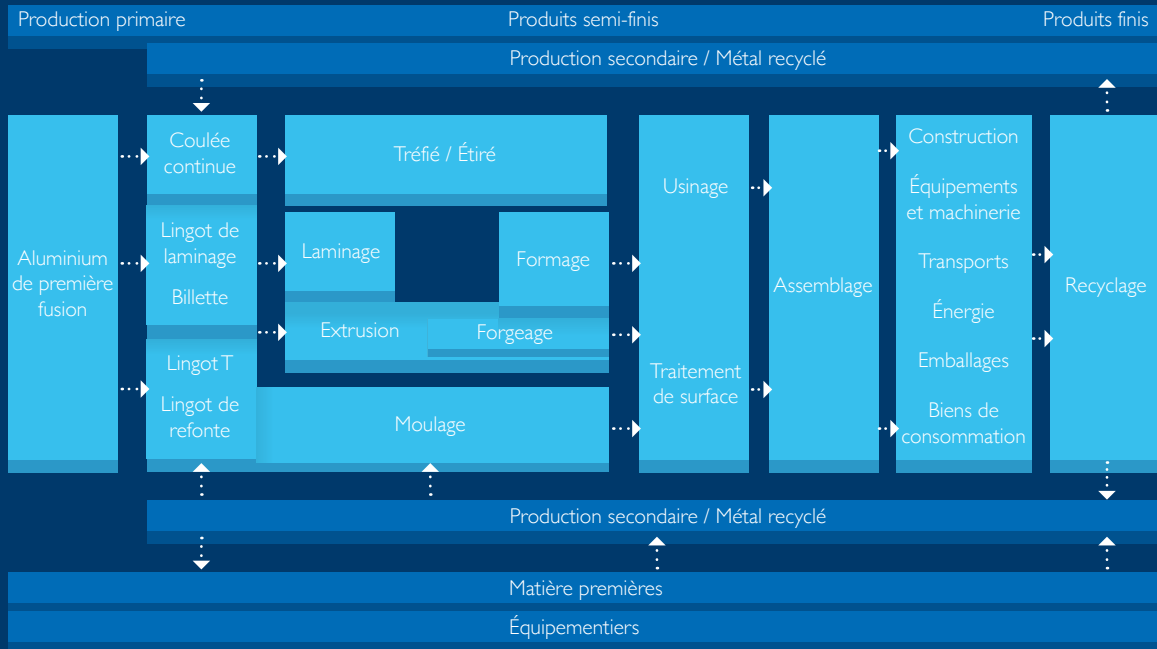 Production primaire
Produits semi-finis
Produits finis
Production secondaire / Métal recyclé
Aluminium
de première
fusion
Coulée
continue
Lingot de
laminage
Billette
Lingot T
Lingot de
refonte
Tréfié / Étiré
Laminage
Formage
Extrusion
Forgeage
Moulage
Usinage
Traitement
de surface
Assemblage
Construction
Équipements
et machinerie
Transports
Énergie
Emballages
Biens de
consommation
Recyclage
Production secondaire / Métal recyclé
Matière premières
Équipementiers